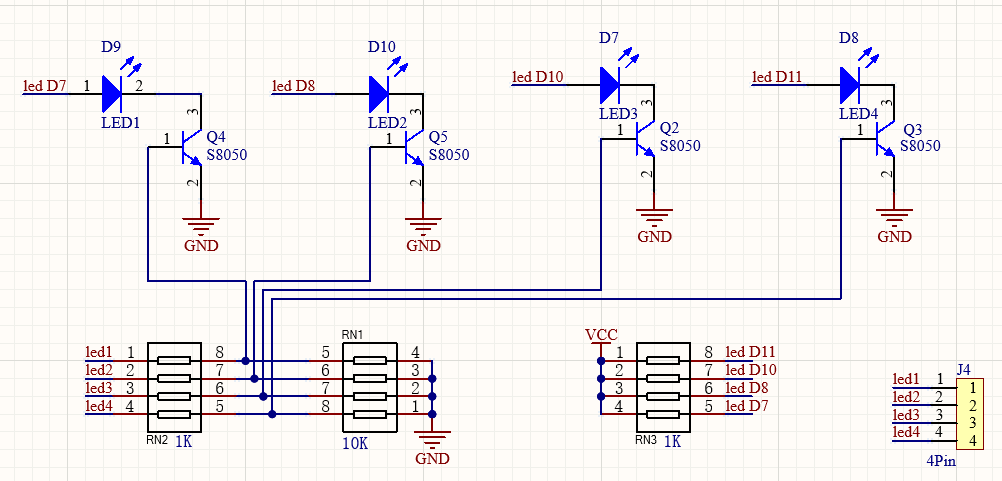 D9 D10 D7 D8
led D7 1 2 led D8 led D10 led D11
LED1 LED2 LED3 LED4
3 3 3 3
1 Q4 S8050 2
1 Q5 S8050 2
1 Q2 S8050 2
1 Q3 S8050 2
GND GND GND GND
RN1 VCC
led1 1 8 5 4 1 8 led D11
led2 2 7 6 3 2 7 led D10
led3 3 6 7 2 3 6 led D8
led4 4 5 8 1 4 5 led D7
RN2 1K 10K RN3 1K
GND
J4
led1 1 1
led2 2 2
led3 3 3
led4 4 4
4Pin